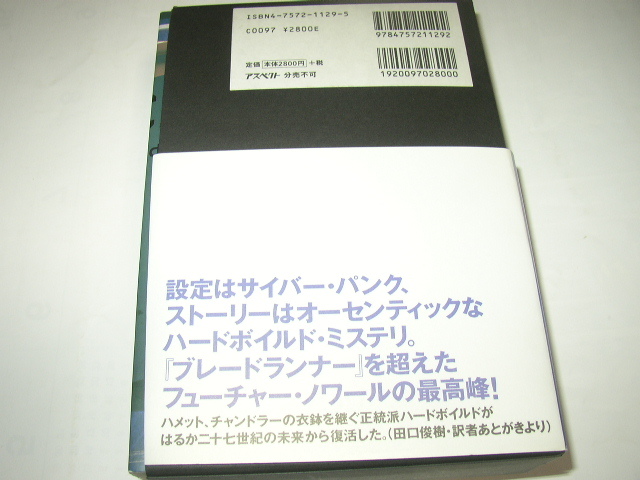 ISBN4-7572-1129-5
C0097 ¥2800E
定価 本体2800円 +税
アスペクト 分売不可
9784757211292
1920097028000
設定はサイバー・パンク、
ストーリーはオーセンティックな
ハードボイルド・ミステリ。
『ブレードランナー』を超えた
フューチャー・ノワールの最高峰!
ハメット、チャンドラーの衣鉢を継ぐ正統派ハードボイルドが
はるか二十七世紀の未来から復活した。(田口俊樹・訳者あとがきより)